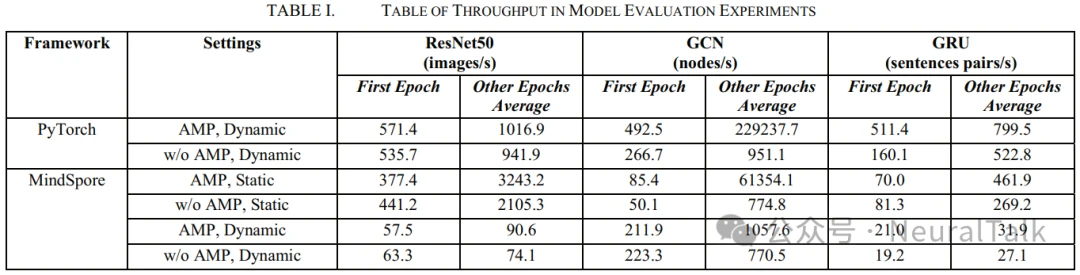 TABLE I. TABLE OF THROUGHPUT IN MODEL EVALUATION EXPERIMENTS
Framework Settings ResNet50 (images/s) GCN (nodes/s) GRU (sentences pairs/s)
First Epoch Other Epochs Average First Epoch Other Epochs Average First Epoch Other Epochs Average
PyTorch AMP, Dynamic 571.4 1016.9 492.5 229237.7 511.4 799.5
w/o AMP, Dynamic 535.7 941.9 266.7 951.1 160.1 522.8
MindSpore AMP, Static 377.4 3243.2 85.4 61354.1 70.0 461.9
w/o AMP, Static 441.2 2105.3 50.1 774.8 81.3 269.2
AMP, Dynamic 57.5 90.6 211.9 1057.6 21.0 31.9
w/o AMP, Dynamic 63.3 74.1 223.3 770.5 19.2 27.1
公众号 · NeuralTalk